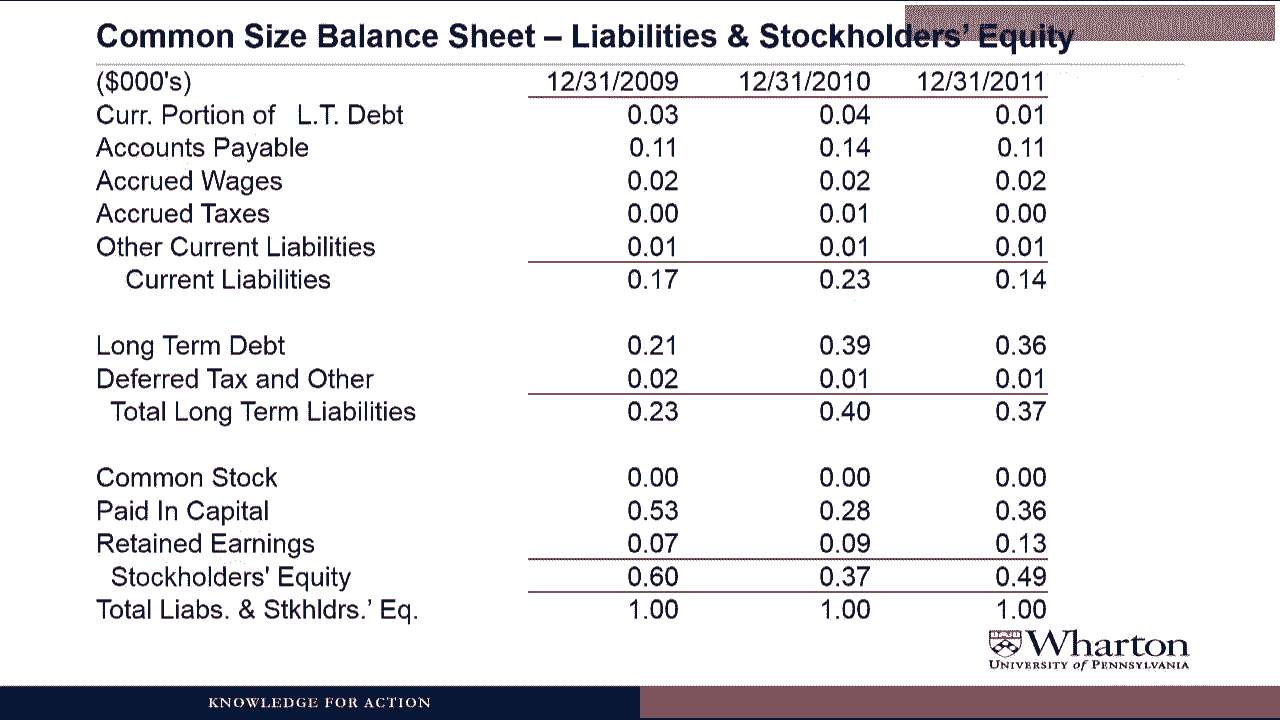 Common Size Balance Sheet – Liabilities & Stockholders’ Equity
($000's) 12/31/2009 12/31/2010 12/31/2011
Curr. Portion of L.T. Debt 0.03 0.04 0.01
Accounts Payable 0.11 0.14 0.11
Accrued Wages 0.02 0.02 0.02
Accrued Taxes 0.00 0.01 0.00
Other Current Liabilities 0.01 0.01 0.01
Current Liabilities 0.17 0.23 0.14
Long Term Debt 0.21 0.39 0.36
Deferred Tax and Other 0.02 0.01 0.01
Total Long Term Liabilities 0.23 0.40 0.37
Common Stock 0.00 0.00 0.00
Paid In Capital 0.53 0.28 0.36
Retained Earnings 0.07 0.09 0.13
Stockholders' Equity 0.60 0.37 0.49
Total Liabs. & Stkhldrs.’ Eq. 1.00 1.00 1.00
Wharton
UNIVERSITY of PENNSYLVANIA
KNOWLEDGE FOR ACTION